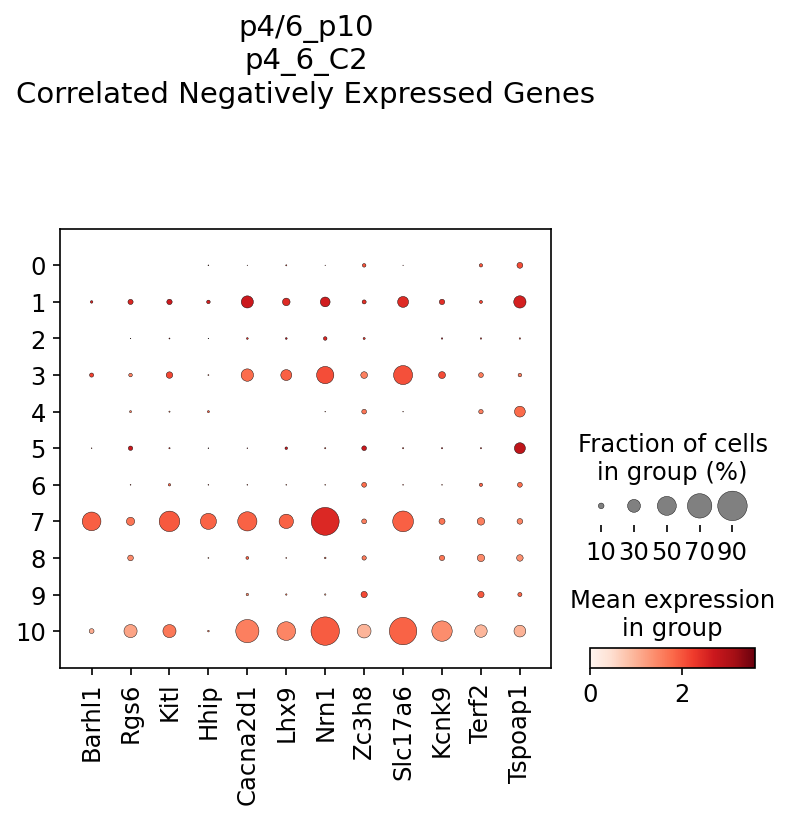 p4/6_p10
p4_6_C2
Correlated Negatively Expressed Genes
0
1
2
3
4
5
6
7
8
9
10
Barhl1
Rgs6
Kitl
Hhip
Cacna2d1
Lhx9
Nrn1
Zc3h8
Slc17a6
Kcnk9
Terf2
Tspoap1
Fraction of cells
in group (%)
10 30 50 70 90
Mean expression
in group
0 2